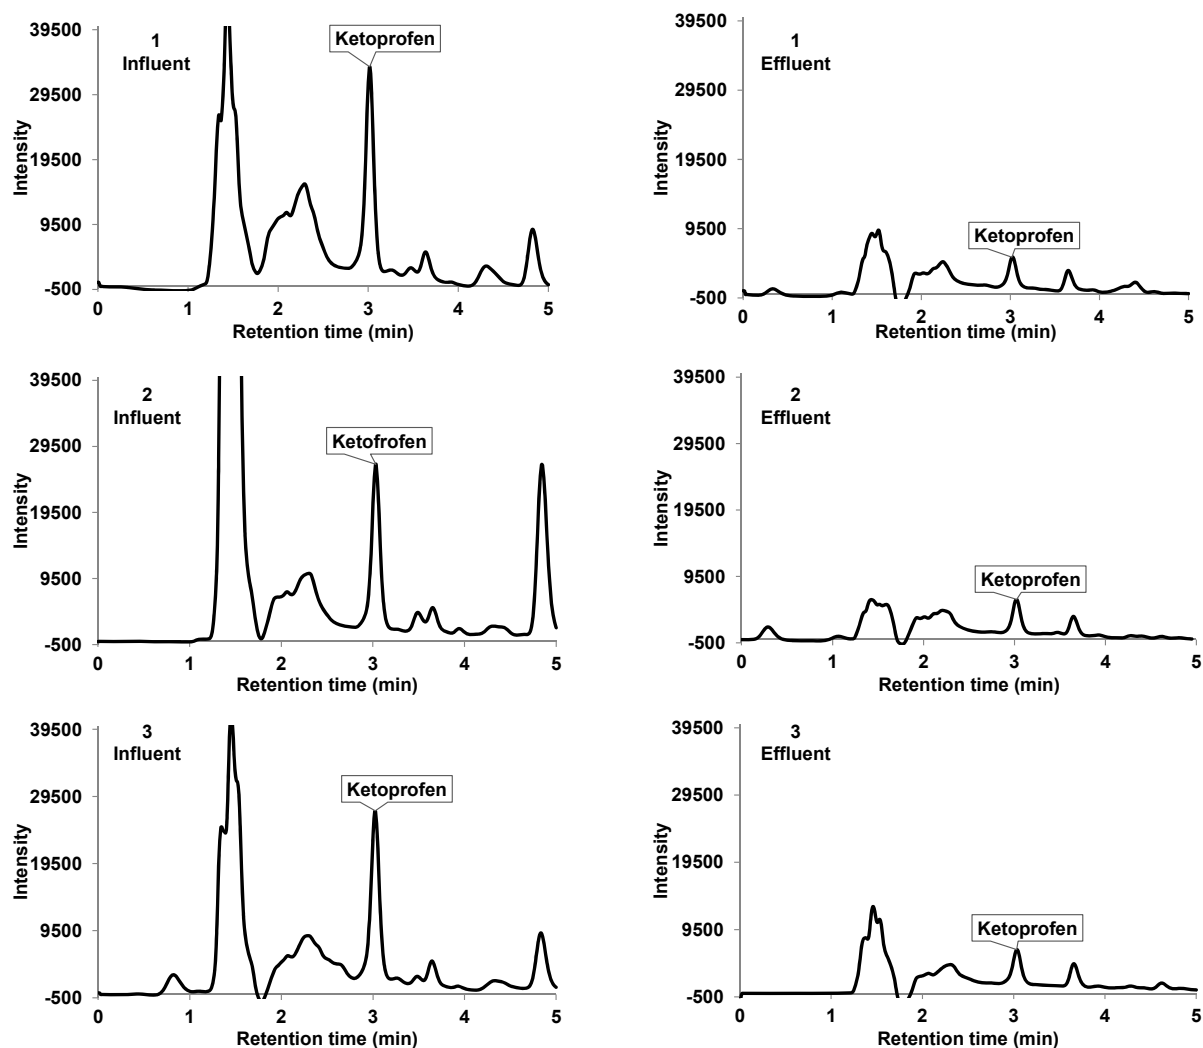 1
Influent
Ketoprofen
39500
29500
19500
9500
-500
Intensity
0 1 2 3 4 5
Retention time (min)
1
Effluent
Ketoprofen
39500
29500
19500
9500
-500
Intensity
0 1 2 3 4 5
Retention time (min)
2
Influent
Ketofrofen
39500
29500
19500
9500
-500
Intensity
0 1 2 3 4 5
Retention time (min)
2
Effluent
Ketoprofen
39500
29500
19500
9500
-500
Intensity
0 1 2 3 4 5
Retention time (min)
3
Influent
Ketoprofen
39500
29500
19500
9500
-500
Intensity
0 1 2 3 4 5
Retention time (min)
3
Effluent
Ketoprofen
39500
29500
19500
9500
-500
Intensity
0 1 2 3 4 5
Retention time (min)